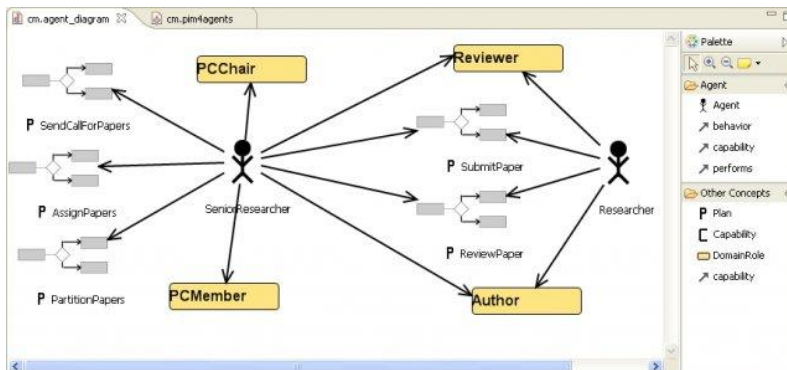 cm.agent_diagram
cm.pim4agents
PCChair
Reviewer
P SendCallForPapers
P SubmitPaper
P AssignPapers
SeniorResearcher
Researcher
P ReviewPaper
P PartitionPapers
PCMember
Author
Palette
Agent
Agent
behavior
capability
performs
Other Concepts
P Plan
Capability
DomainRole
capability